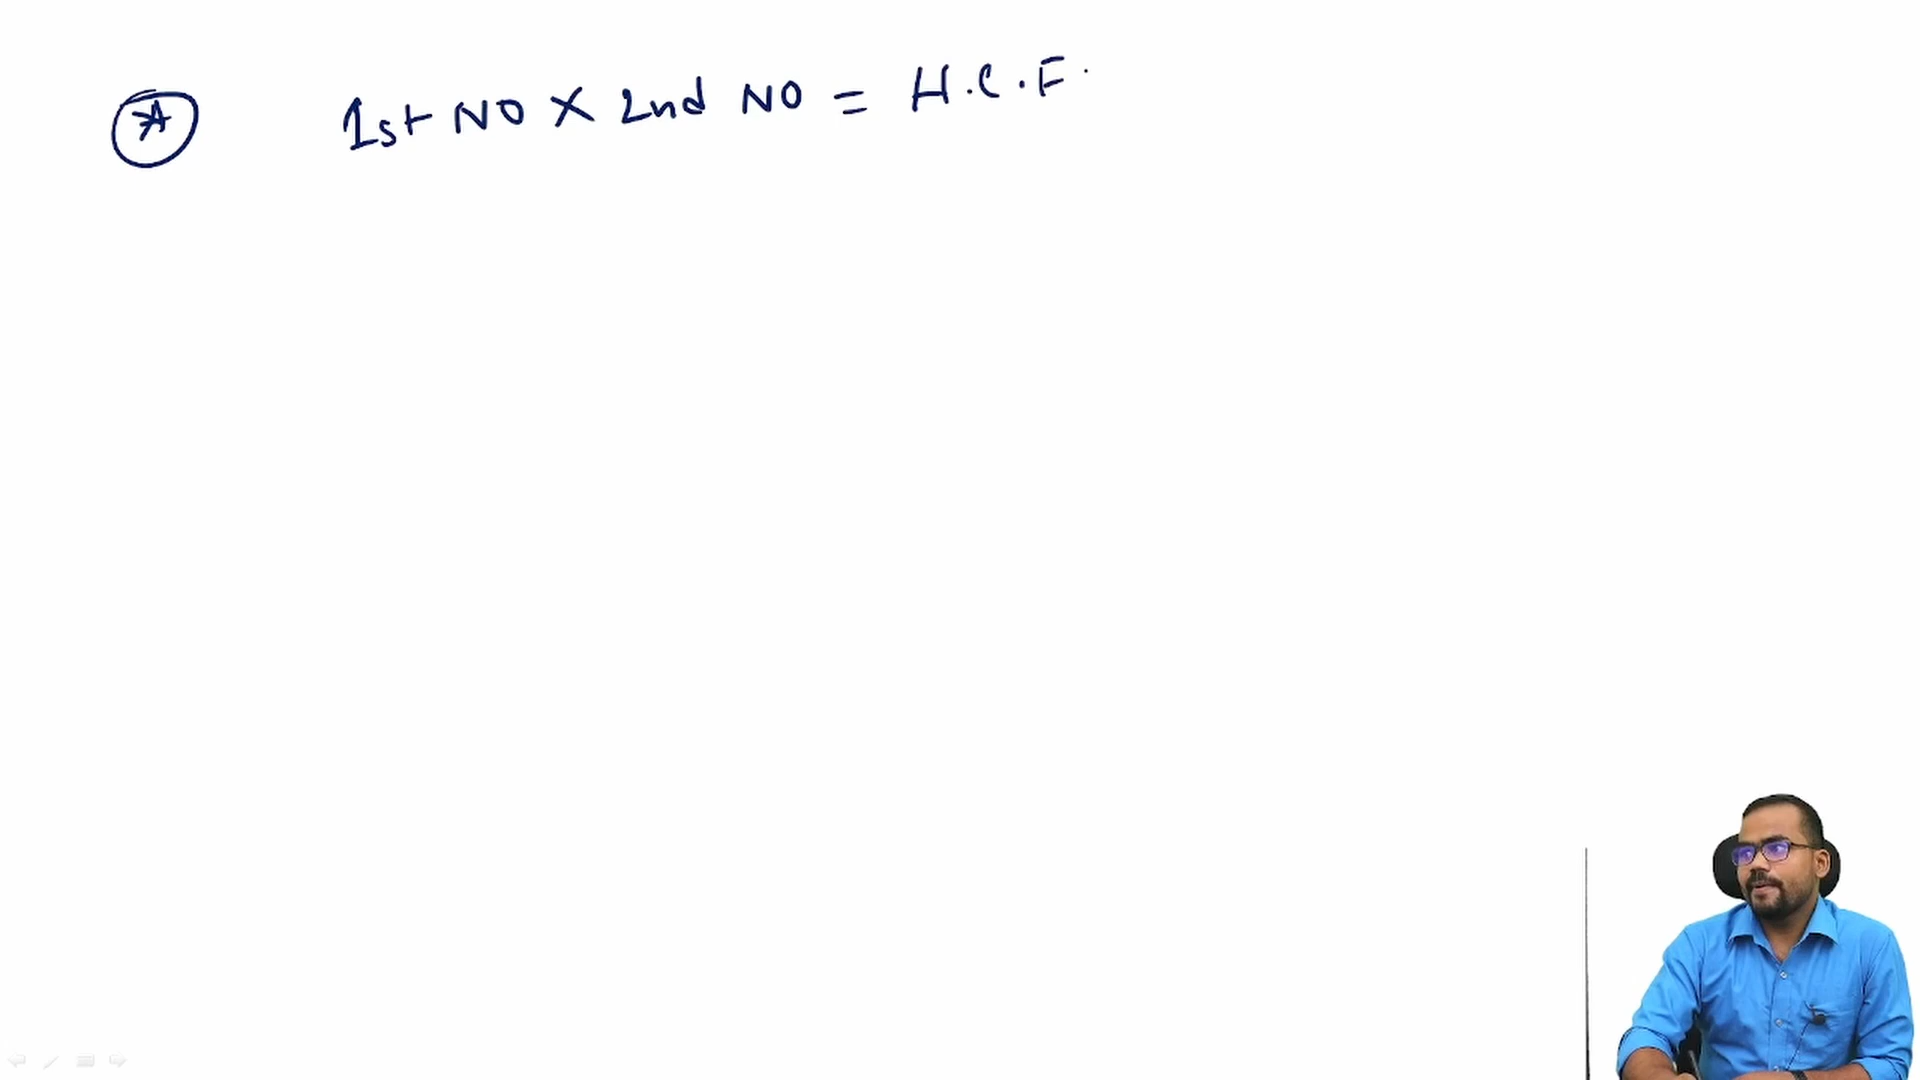 1st NO X 2nd NO = H.C.F.